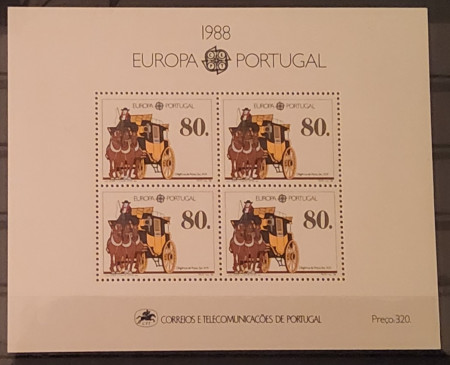 1988
EUROPA PORTUGAL
EUROPA PORTUGAL
80.
EUROPA PORTUGAL
80.
EUROPA PORTUGAL
80.
EUROPA PORTUGAL
80.
CORREIOS E TELECOMUNICAÇÕES DE PORTUGAL
Preço: 320.